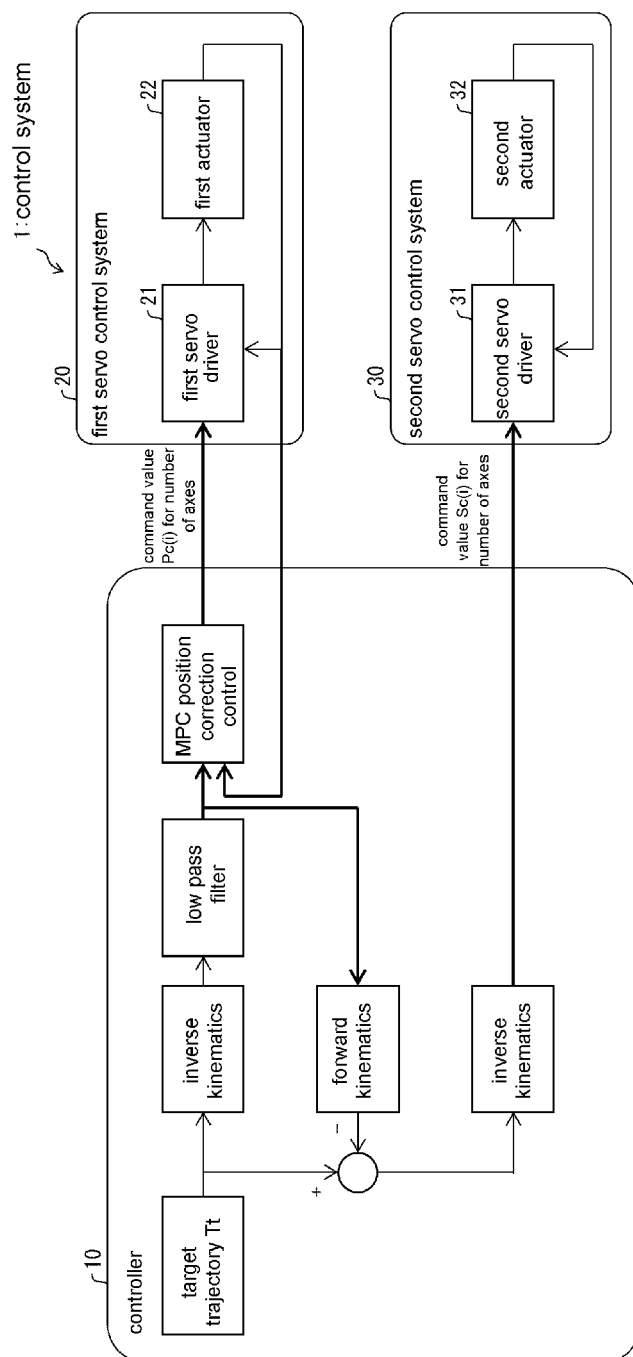 1:control system
10
controller
target
trajectory Tt
inverse
kinematics
low pass
filter
MPC position
correction
control
+
−
forward
kinematics
inverse
kinematics
command value
Pc(i) for number
of axes
command
value Sc(i) for
number of axes
20
first servo control system
21
first servo
driver
22
first actuator
30
second servo control system
31
second servo
driver
32
second
actuator